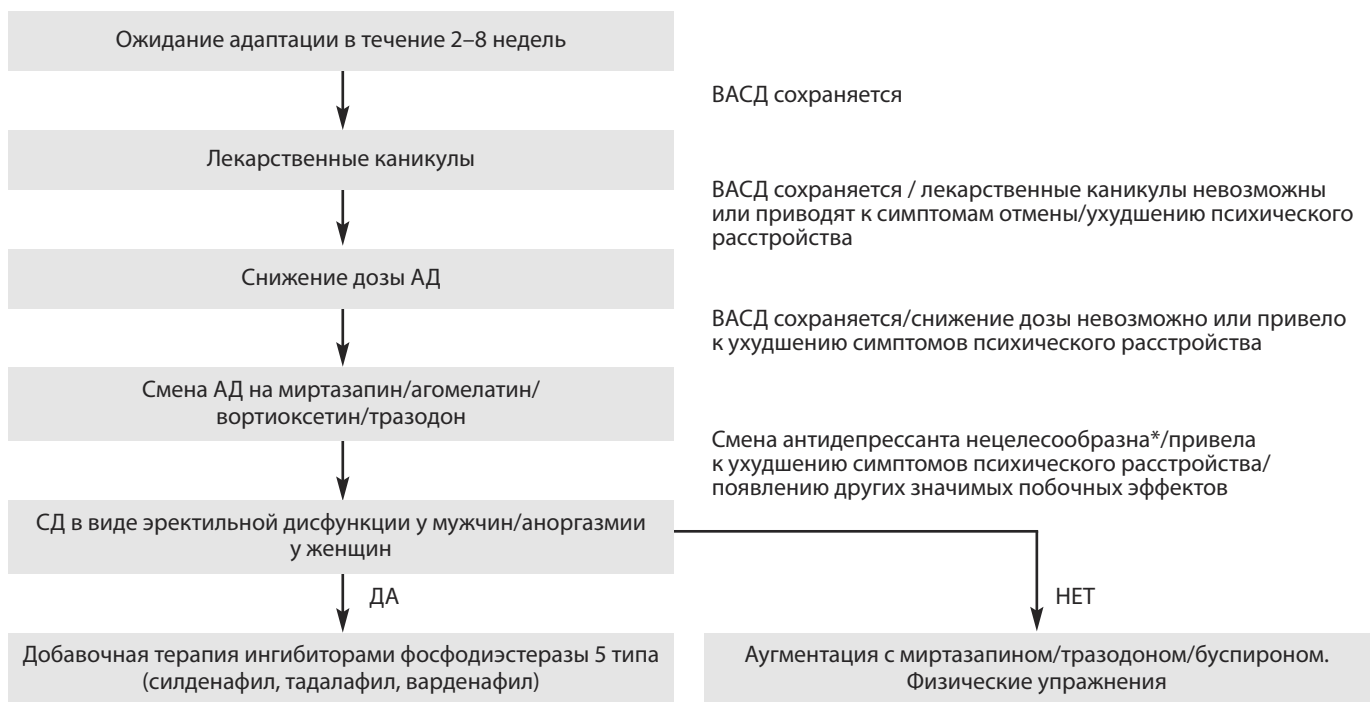 Ожидание адаптации в течение 2–8 недель
ВАСД сохраняется
Лекарственные каникулы
ВАСД сохраняется / лекарственные каникулы невозможны
или приводят к симптомам отмены/ухудшению психического
расстройства
Снижение дозы АД
ВАСД сохраняется/снижение дозы невозможно или привело
к ухудшению симптомов психического расстройства
Смена АД на миртазапин/агомелатин/
вортиоксетин/тразодон
Смена антидепрессанта нецелесообразна*/привела
к ухудшению симптомов психического расстройства/
появлению других значимых побочных эффектов
СД в виде эректильной дисфункции у мужчин/аноргазмии
у женщин
ДА
НЕТ
Добавочная терапия ингибиторами фосфодиэстеразы 5 типа
(силденафил, тадалафил, варденафил)
Аугментация с миртазапином/тразодоном/буспироном.
Физические упражнения